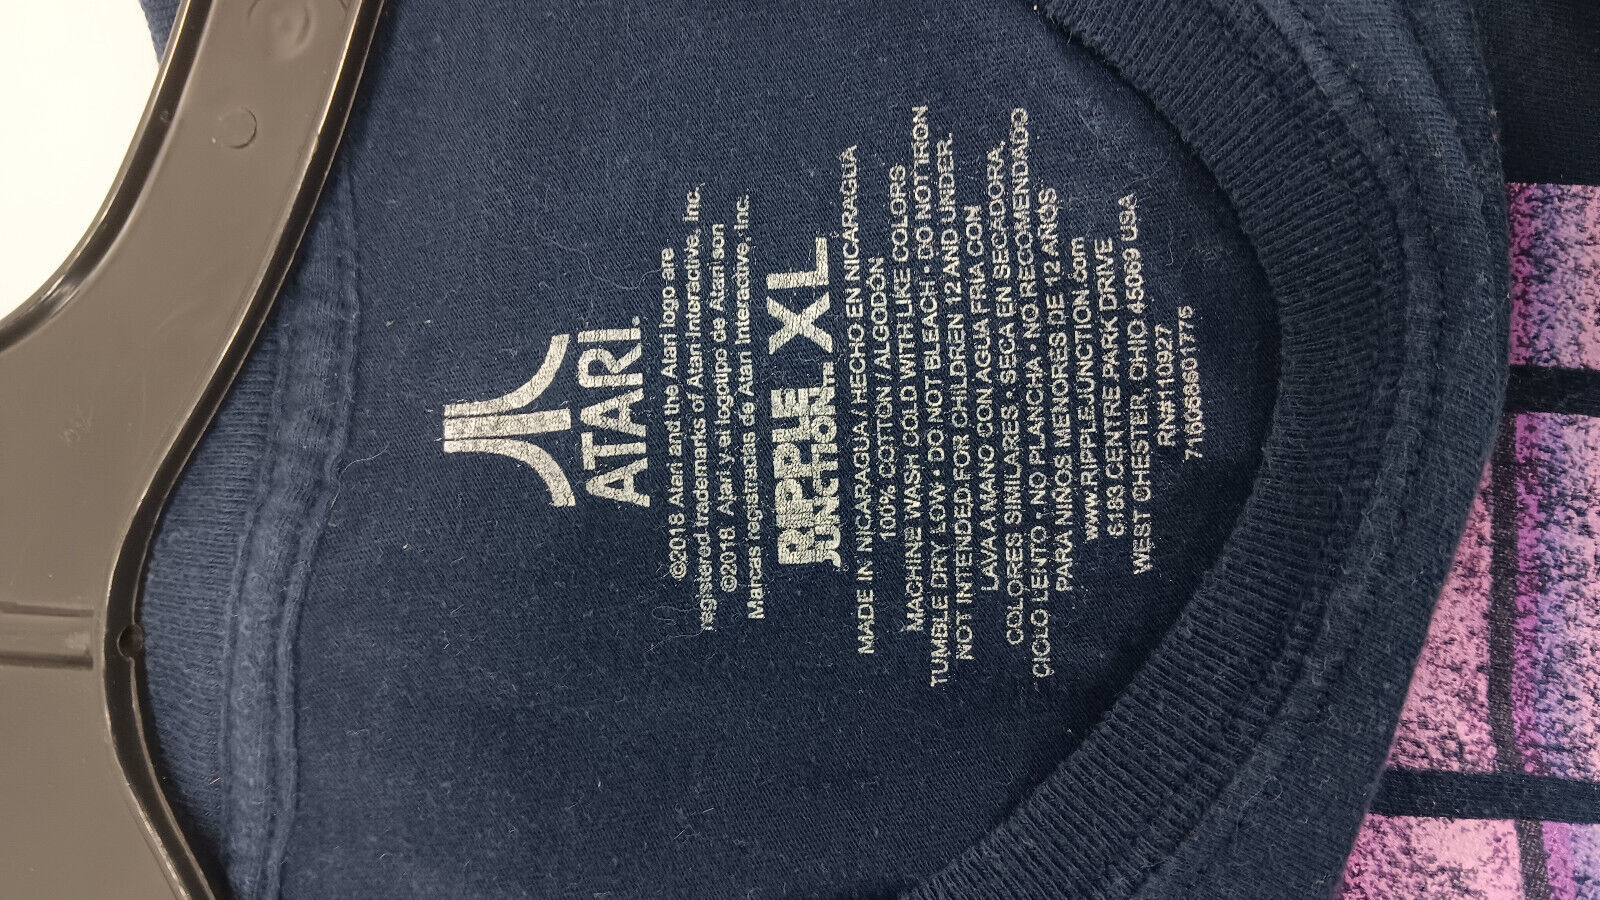 ATARI
©2018 Atari and the Atari logo are
registered trademarks of Atari Interactive, Inc.
©2018 Atari y el logotipo de Atari son
Marcas registradas de Atari Interactive, Inc.
RIPPLE JUNCTION XL
MADE IN NICARAGUA / HECHO EN NICARAGUA
100% COTTON / ALGODÓN
MACHINE WASH COLD WITH LIKE COLORS
TUMBLE DRY LOW • DO NOT BLEACH • DO NOT IRON
NOT INTENDED FOR CHILDREN 12 AND UNDER.
LAVA A MANO CON AGUA FRIA CON
COLORES SIMILARES • SECA EN SECADORA,
CICLO LENTO • NO PLANCHA • NO RECOMENDADO
PARA NIÑOS MENORES DE 12 AÑOS
www.RIPPLEJUNCTION.com
6183 CENTRE PARK DRIVE
WEST CHESTER, OHIO 45069 USA
RN#110927
7150S601775